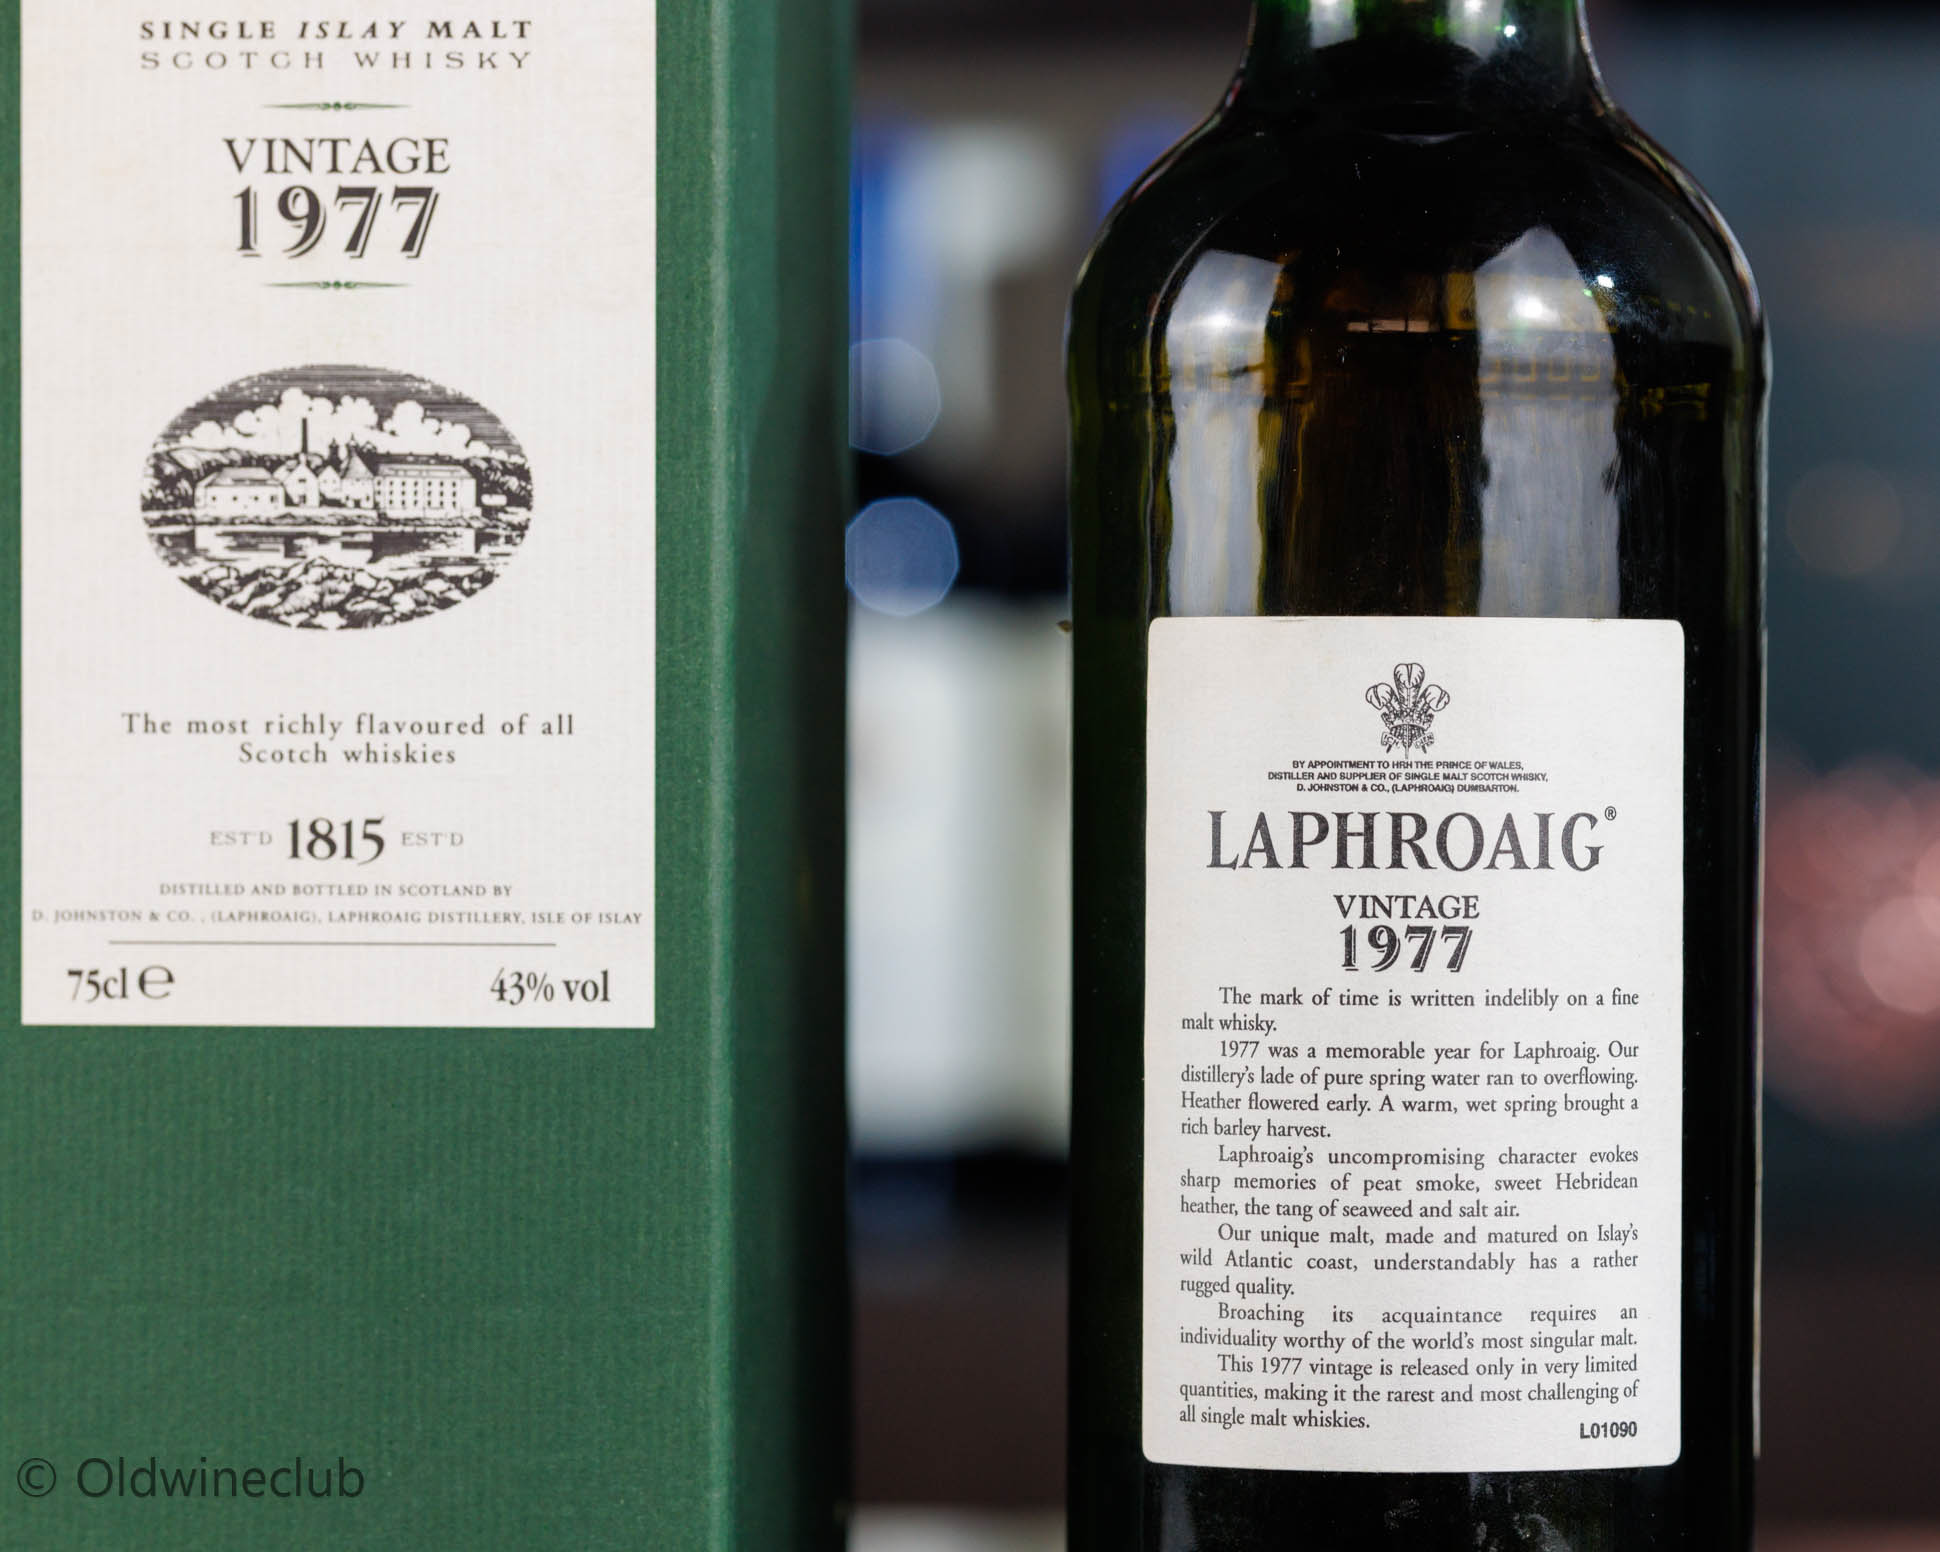 SINGLE ISLAY MALT
SCOTCH WHISKY
VINTAGE
1977
The most richly flavoured of all
Scotch whiskies
EST'D 1815 EST'D
DISTILLED AND BOTTLED IN SCOTLAND BY
D. JOHNSTON & CO., (LAPHROAIG), LAPHROAIG DISTILLERY, ISLE OF ISLAY
75cl ℮ 43% vol
BY APPOINTMENT TO HRH THE PRINCE OF WALES,
DISTILLER AND SUPPLIER OF SINGLE MALT SCOTCH WHISKY,
D. JOHNSTON & CO., (LAPHROAIG) DUMBARTON.
LAPHROAIG®
VINTAGE
1977
The mark of time is written indelibly on a fine
malt whisky.
1977 was a memorable year for Laphroaig. Our
distillery's lade of pure spring water ran to overflowing.
Heather flowered early. A warm, wet spring brought a
rich barley harvest.
Laphroaig's uncompromising character evokes
sharp memories of peat smoke, sweet Hebridean
heather, the tang of seaweed and salt air.
Our unique malt, made and matured on Islay's
wild Atlantic coast, understandably has a rather
rugged quality.
Broaching its acquaintance requires an
individuality worthy of the world's most singular malt.
This 1977 vintage is released only in very limited
quantities, making it the rarest and most challenging of
all single malt whiskies.
L01090
© Oldwineclub